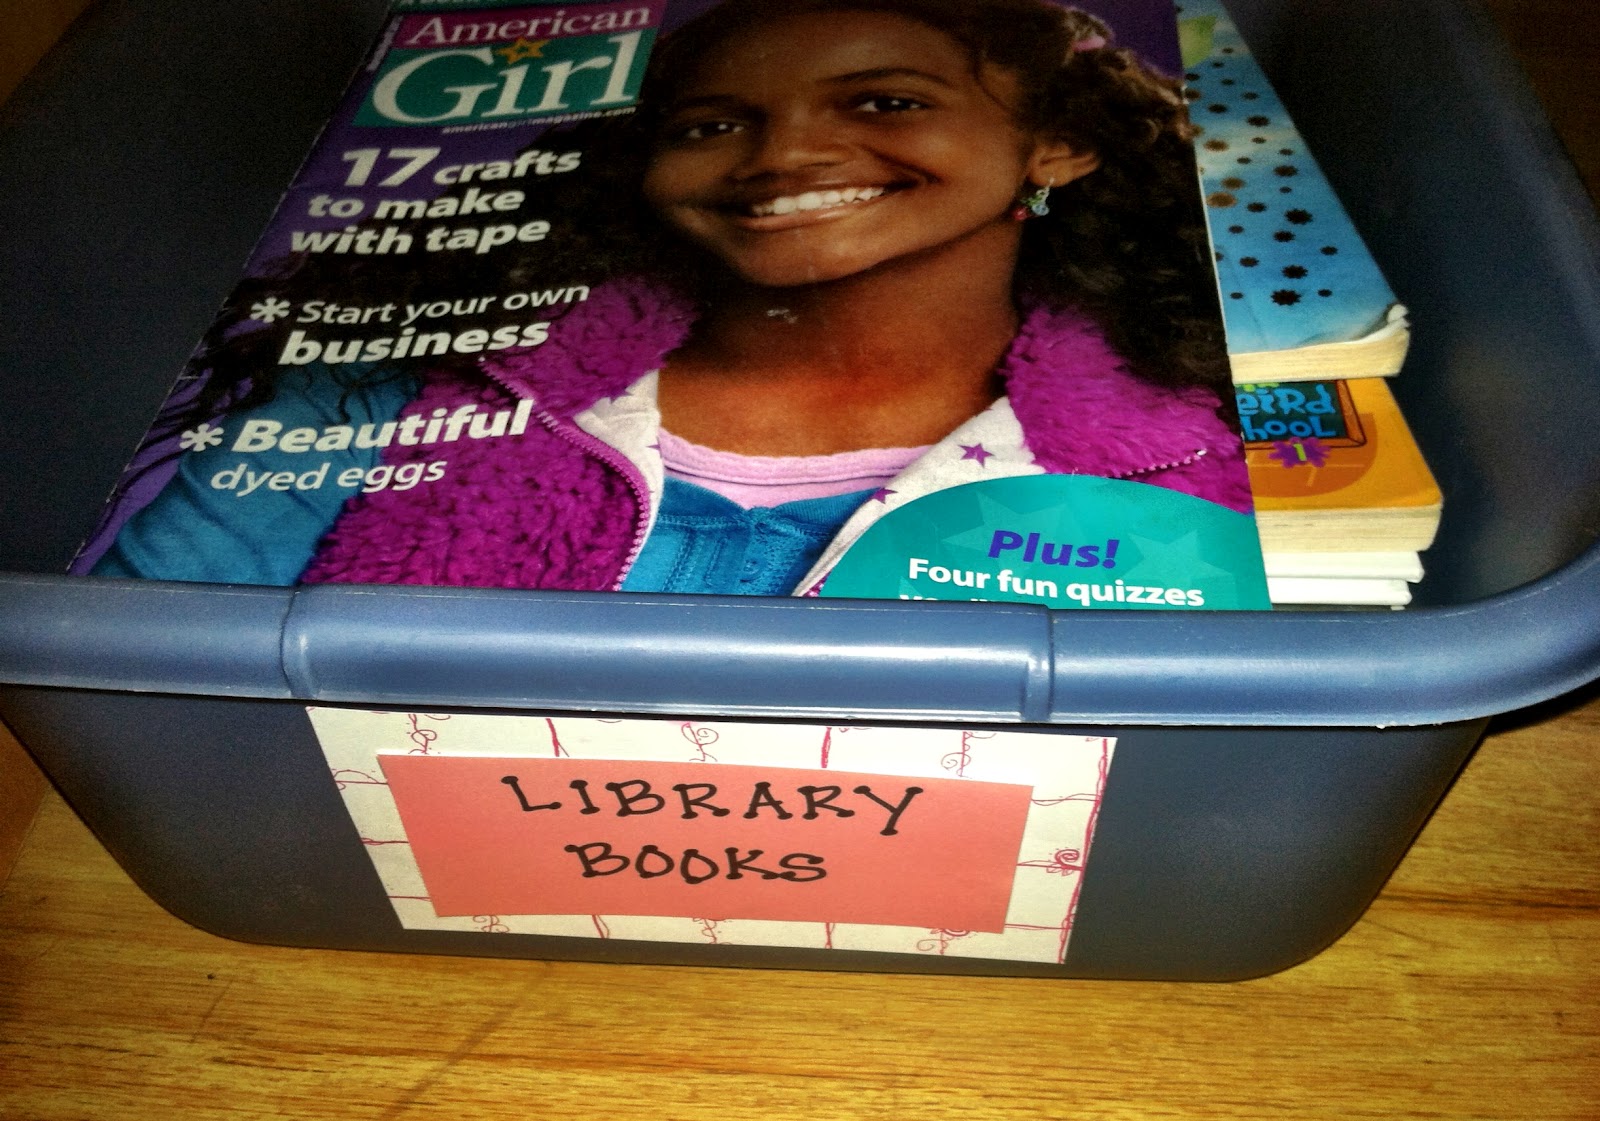 American
Girl
americangirlmagazine.com
17 crafts
to make
with tape
* Start your own
business
* Beautiful
dyed eggs
Plus!
Four fun quizzes
1
LIBRARY
BOOKS